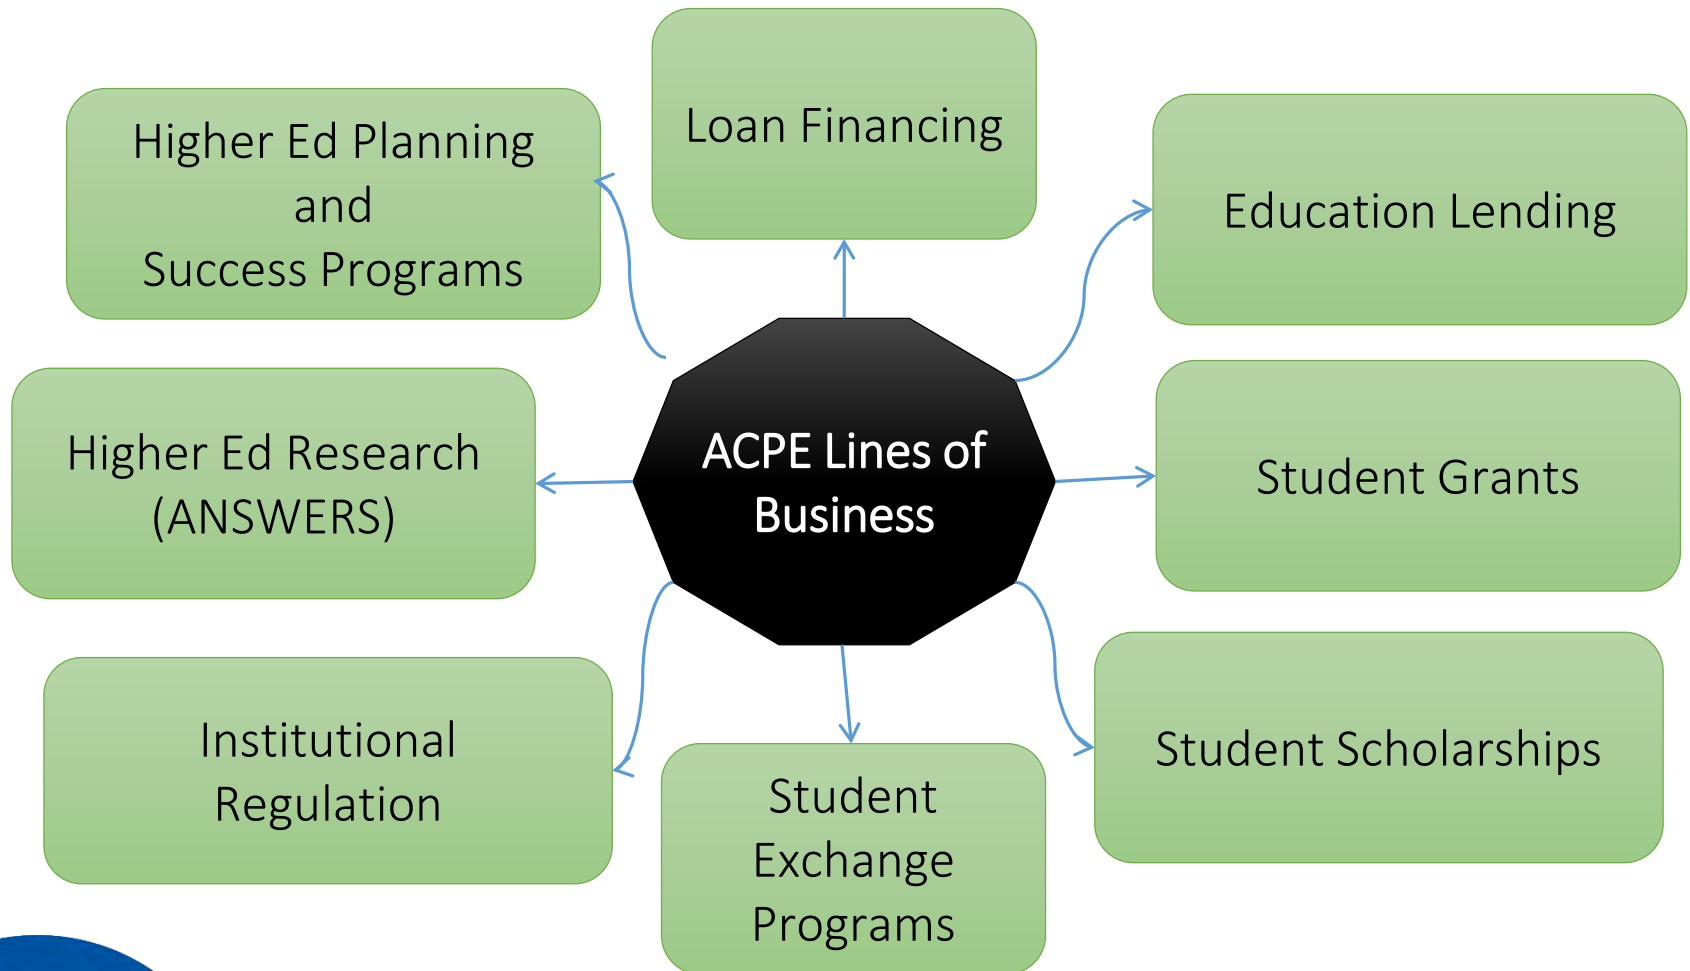 Loan Financing
Higher Ed Planning
and
Success Programs
Education Lending
Higher Ed Research
(ANSWERS)
ACPE Lines of
Business
Student Grants
Institutional
Regulation
Student
Exchange
Programs
Student Scholarships